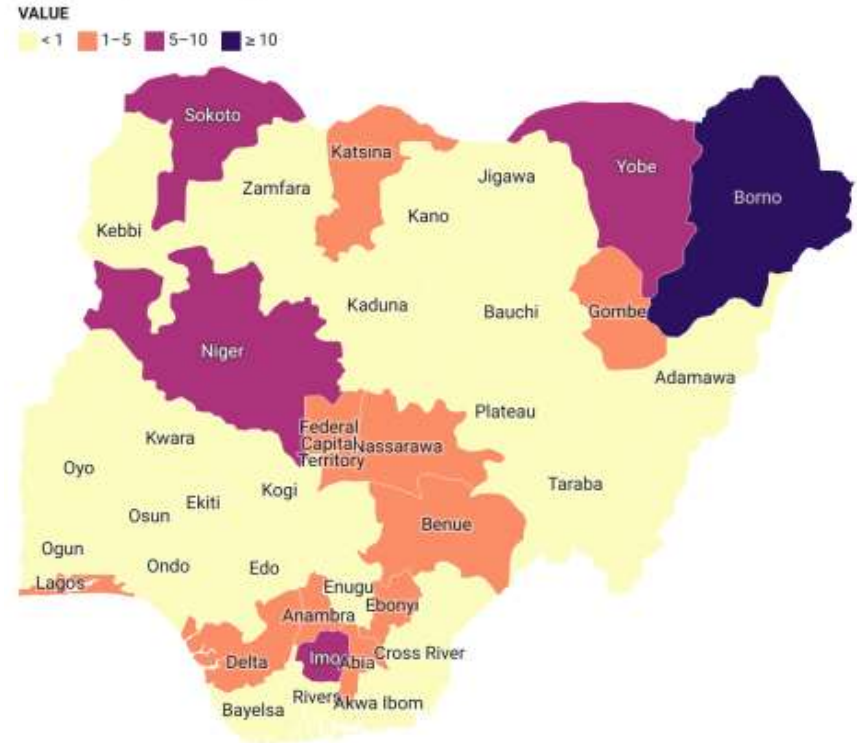 VALUE
< 1 1–5 5–10 ≥ 10
Sokoto
Katsina
Yobe
Jigawa
Zamfara
Borno
Kano
Kebbi
Kaduna
Bauchi
Gombe
Niger
Adamawa
Plateau
Federal
Capital
Territory
Nassarawa
Kwara
Oyo
Kogi
Taraba
Ekiti
Osun
Benue
Ogun
Ondo
Edo
Lagos
Enugu
Ebonyi
Anambra
Cross River
Imo
Abia
Delta
Rivers
Akwa Ibom
Bayelsa